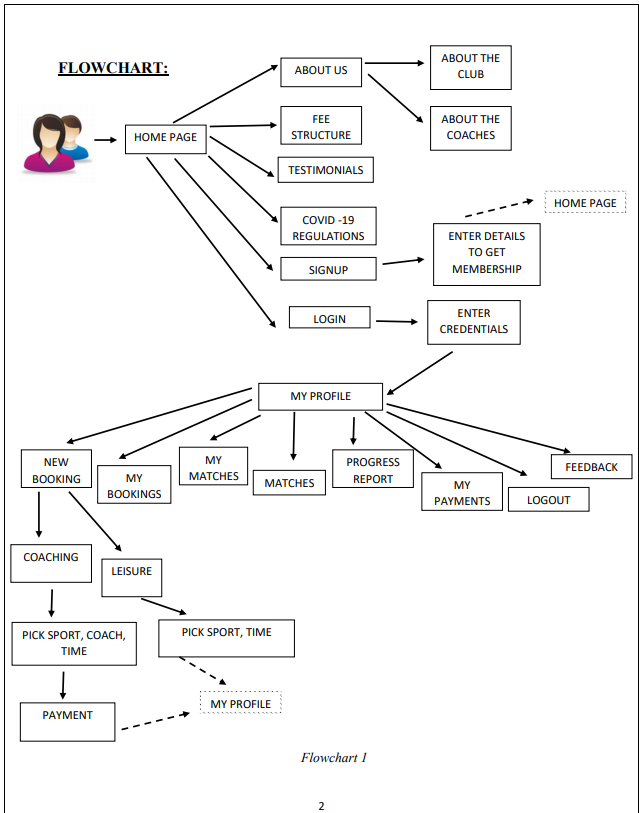 FLOWCHART:
HOME PAGE
ABOUT US
ABOUT THE
CLUB
ABOUT THE
COACHES
FEE
STRUCTURE
TESTIMONIALS
COVID -19
REGULATIONS
SIGNUP
ENTER DETAILS
TO GET
MEMBERSHIP
HOME PAGE
LOGIN
ENTER
CREDENTIALS
MY PROFILE
NEW
BOOKING
MY
BOOKINGS
MY
MATCHES
MATCHES
PROGRESS
REPORT
MY
PAYMENTS
LOGOUT
FEEDBACK
COACHING
LEISURE
PICK SPORT, COACH,
TIME
PICK SPORT, TIME
PAYMENT
MY PROFILE
Flowchart 1
2